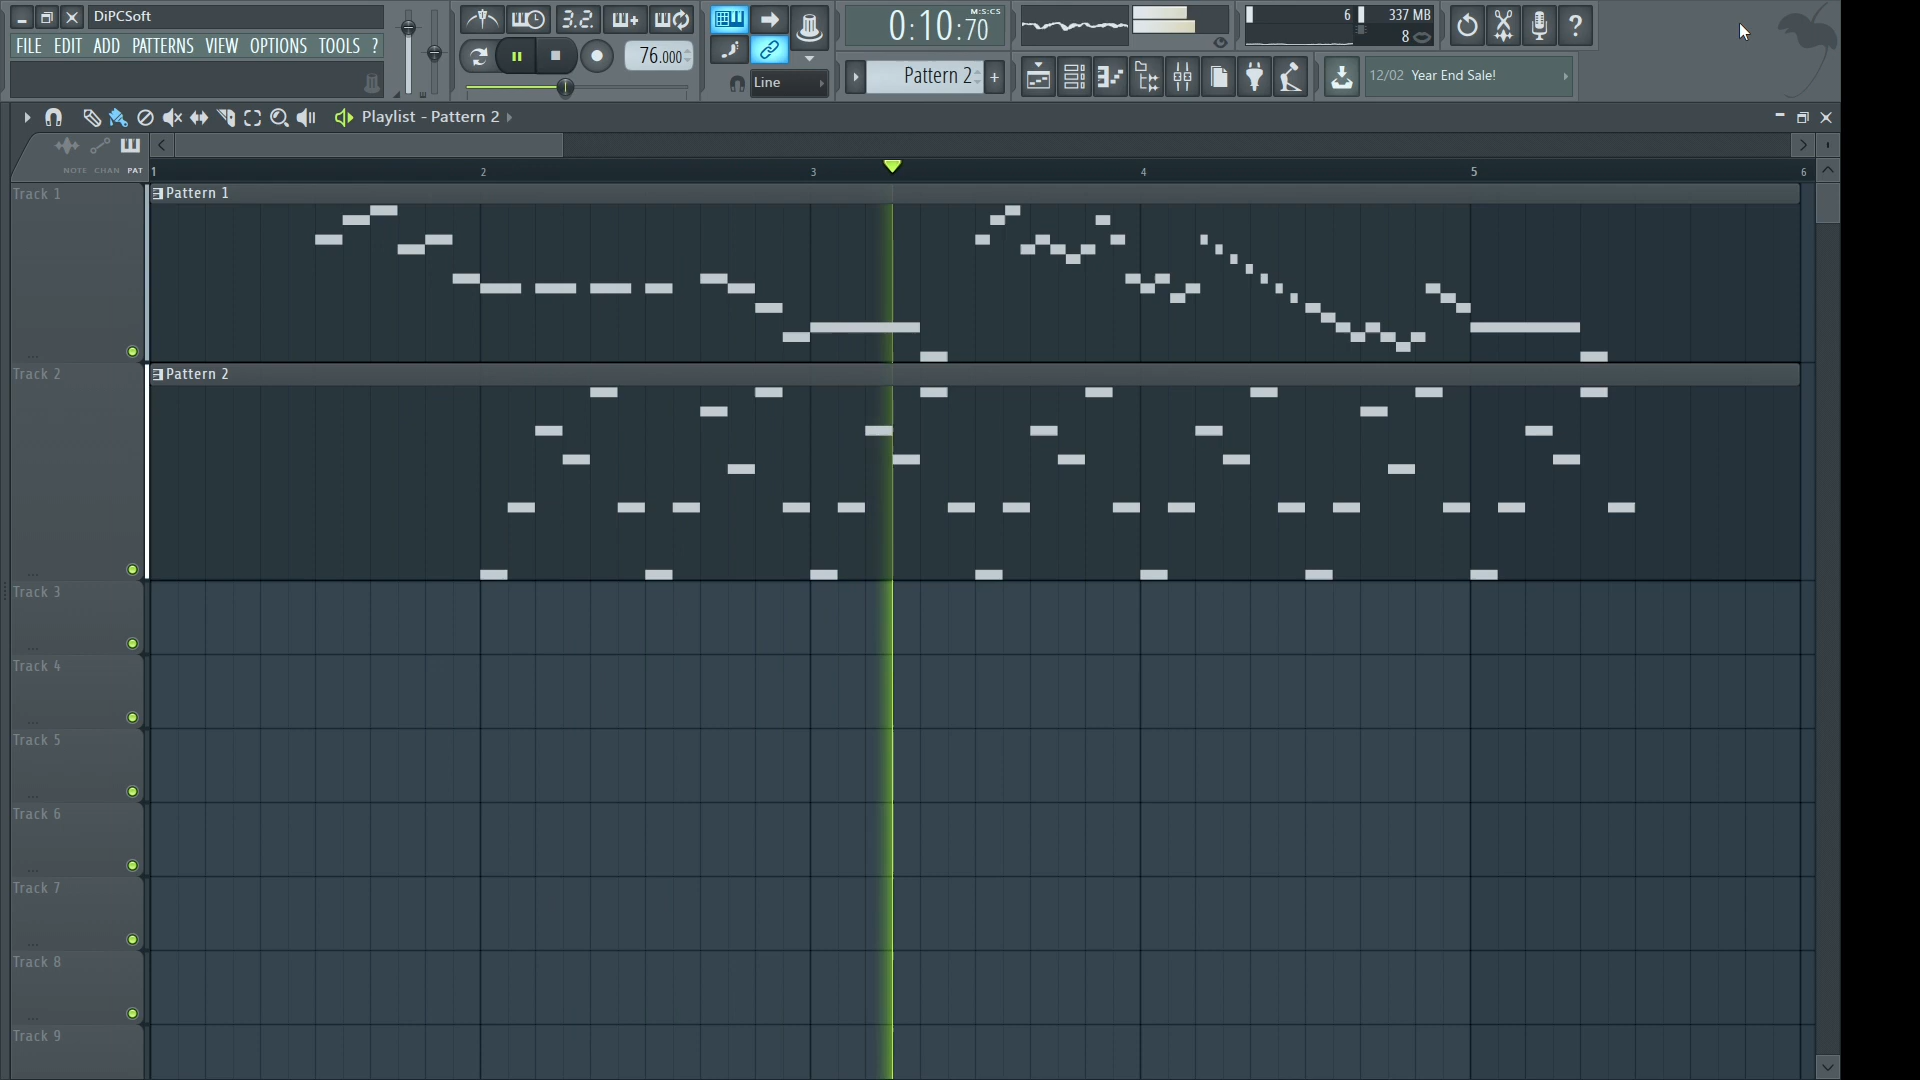 DiPCSoft
FILE EDIT ADD PATTERNS VIEW OPTIONS TOOLS ?
3.2.
76.000
Line
0:10:70
M:S:CS
Pattern 2
+
6
337 MB
8
?
12/02 Year End Sale!
Playlist - Pattern 2
NOTE CHAN PAT
1 2 3 4 5 6
Track 1
Pattern 1
Track 2
Pattern 2
Track 3
Track 4
Track 5
Track 6
Track 7
Track 8
Track 9